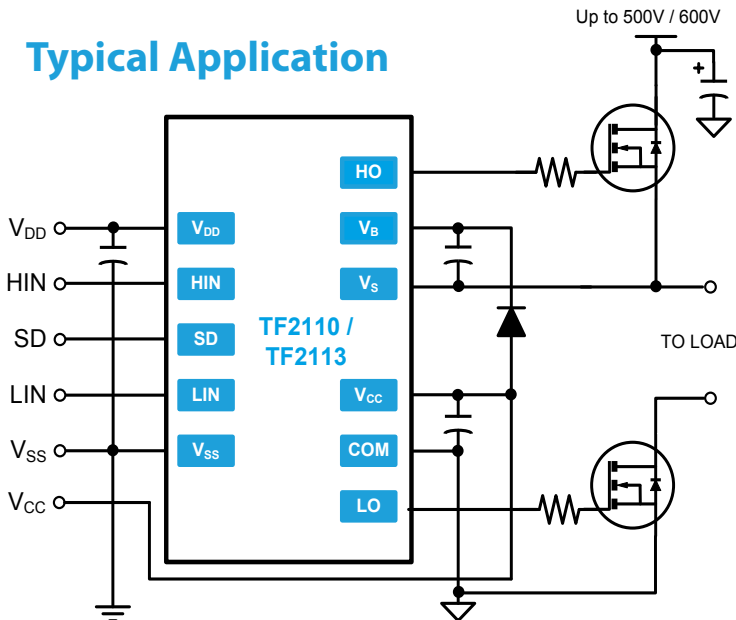 Up to 500V / 600V
Typical Application
+
HO
VDD
VDD
VB
HIN
HIN
VS
SD
SD
TF2110 /
TF2113
TO LOAD
LIN
LIN
VCC
VSS
VSS
COM
VCC
LO